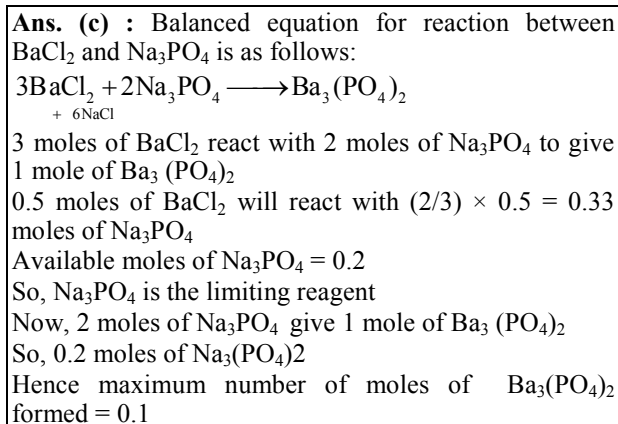 Ans. (c) : Balanced equation for reaction between
BaCl₂ and Na₃PO₄ is as follows:
3BaCl₂ + 2Na₃PO₄ ⟶ Ba₃(PO₄)₂
+ 6NaCl
3 moles of BaCl₂ react with 2 moles of Na₃PO₄ to give
1 mole of Ba₃ (PO₄)₂
0.5 moles of BaCl₂ will react with (2/3) × 0.5 = 0.33
moles of Na₃PO₄
Available moles of Na₃PO₄ = 0.2
So, Na₃PO₄ is the limiting reagent
Now, 2 moles of Na₃PO₄ give 1 mole of Ba₃ (PO₄)₂
So, 0.2 moles of Na₃(PO₄)2
Hence maximum number of moles of Ba₃(PO₄)₂
formed = 0.1